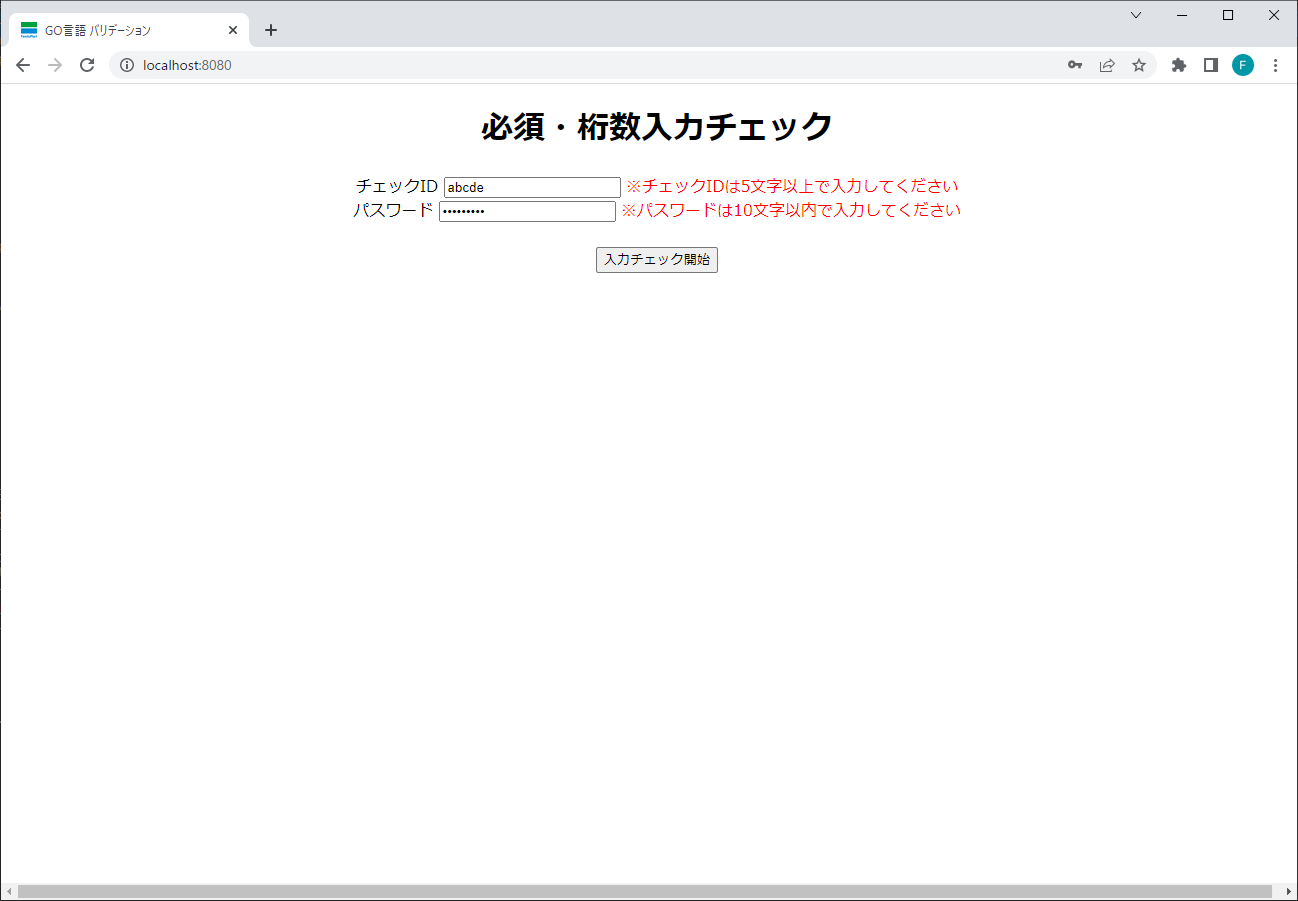 GO言語 バリデーション
localhost:8080
F
必須・桁数入力チェック
チェックID abcde ※チェックIDは5文字以上で入力してください
パスワード ••••••••• ※パスワードは10文字以内で入力してください
入力チェック開始